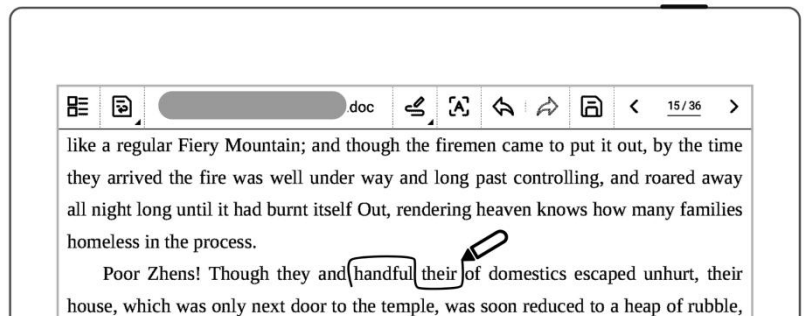 .doc 15 / 36
like a regular Fiery Mountain; and though the firemen came to put it out, by the time
they arrived the fire was well under way and long past controlling, and roared away
all night long until it had burnt itself Out, rendering heaven knows how many families
homeless in the process.
Poor Zhens! Though they and handful their of domestics escaped unhurt, their
house, which was only next door to the temple, was soon reduced to a heap of rubble,